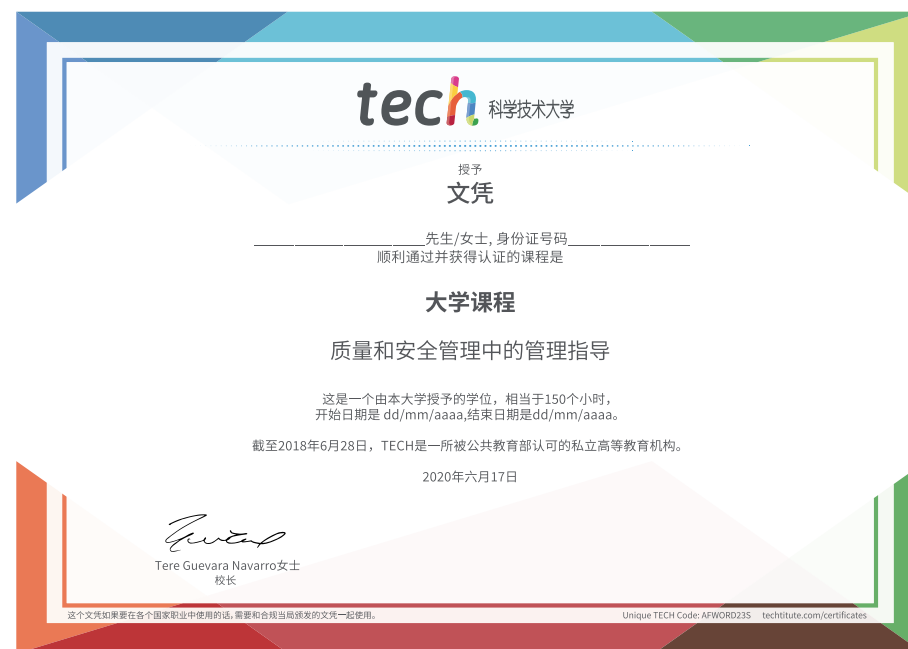 tech 科学技术大学
授予
文凭
先生/女士, 身份证号码
顺利通过并获得认证的课程是
大学课程
质量和安全管理中的管理指导
这是一个由本大学授予的学位，相当于150个小时，
开始日期是 dd/mm/aaaa,结束日期是dd/mm/aaaa。
截至2018年6月28日，TECH是一所被公共教育部认可的私立高等教育机构。
2020年六月17日
Tere Guevara Navarro女士
校长
这个文凭如果要在各个国家职业中使用的话,需要和合规当局颁发的文凭一起使用。
Unique TECH Code: AFWORD23S techtitute.com/certificates